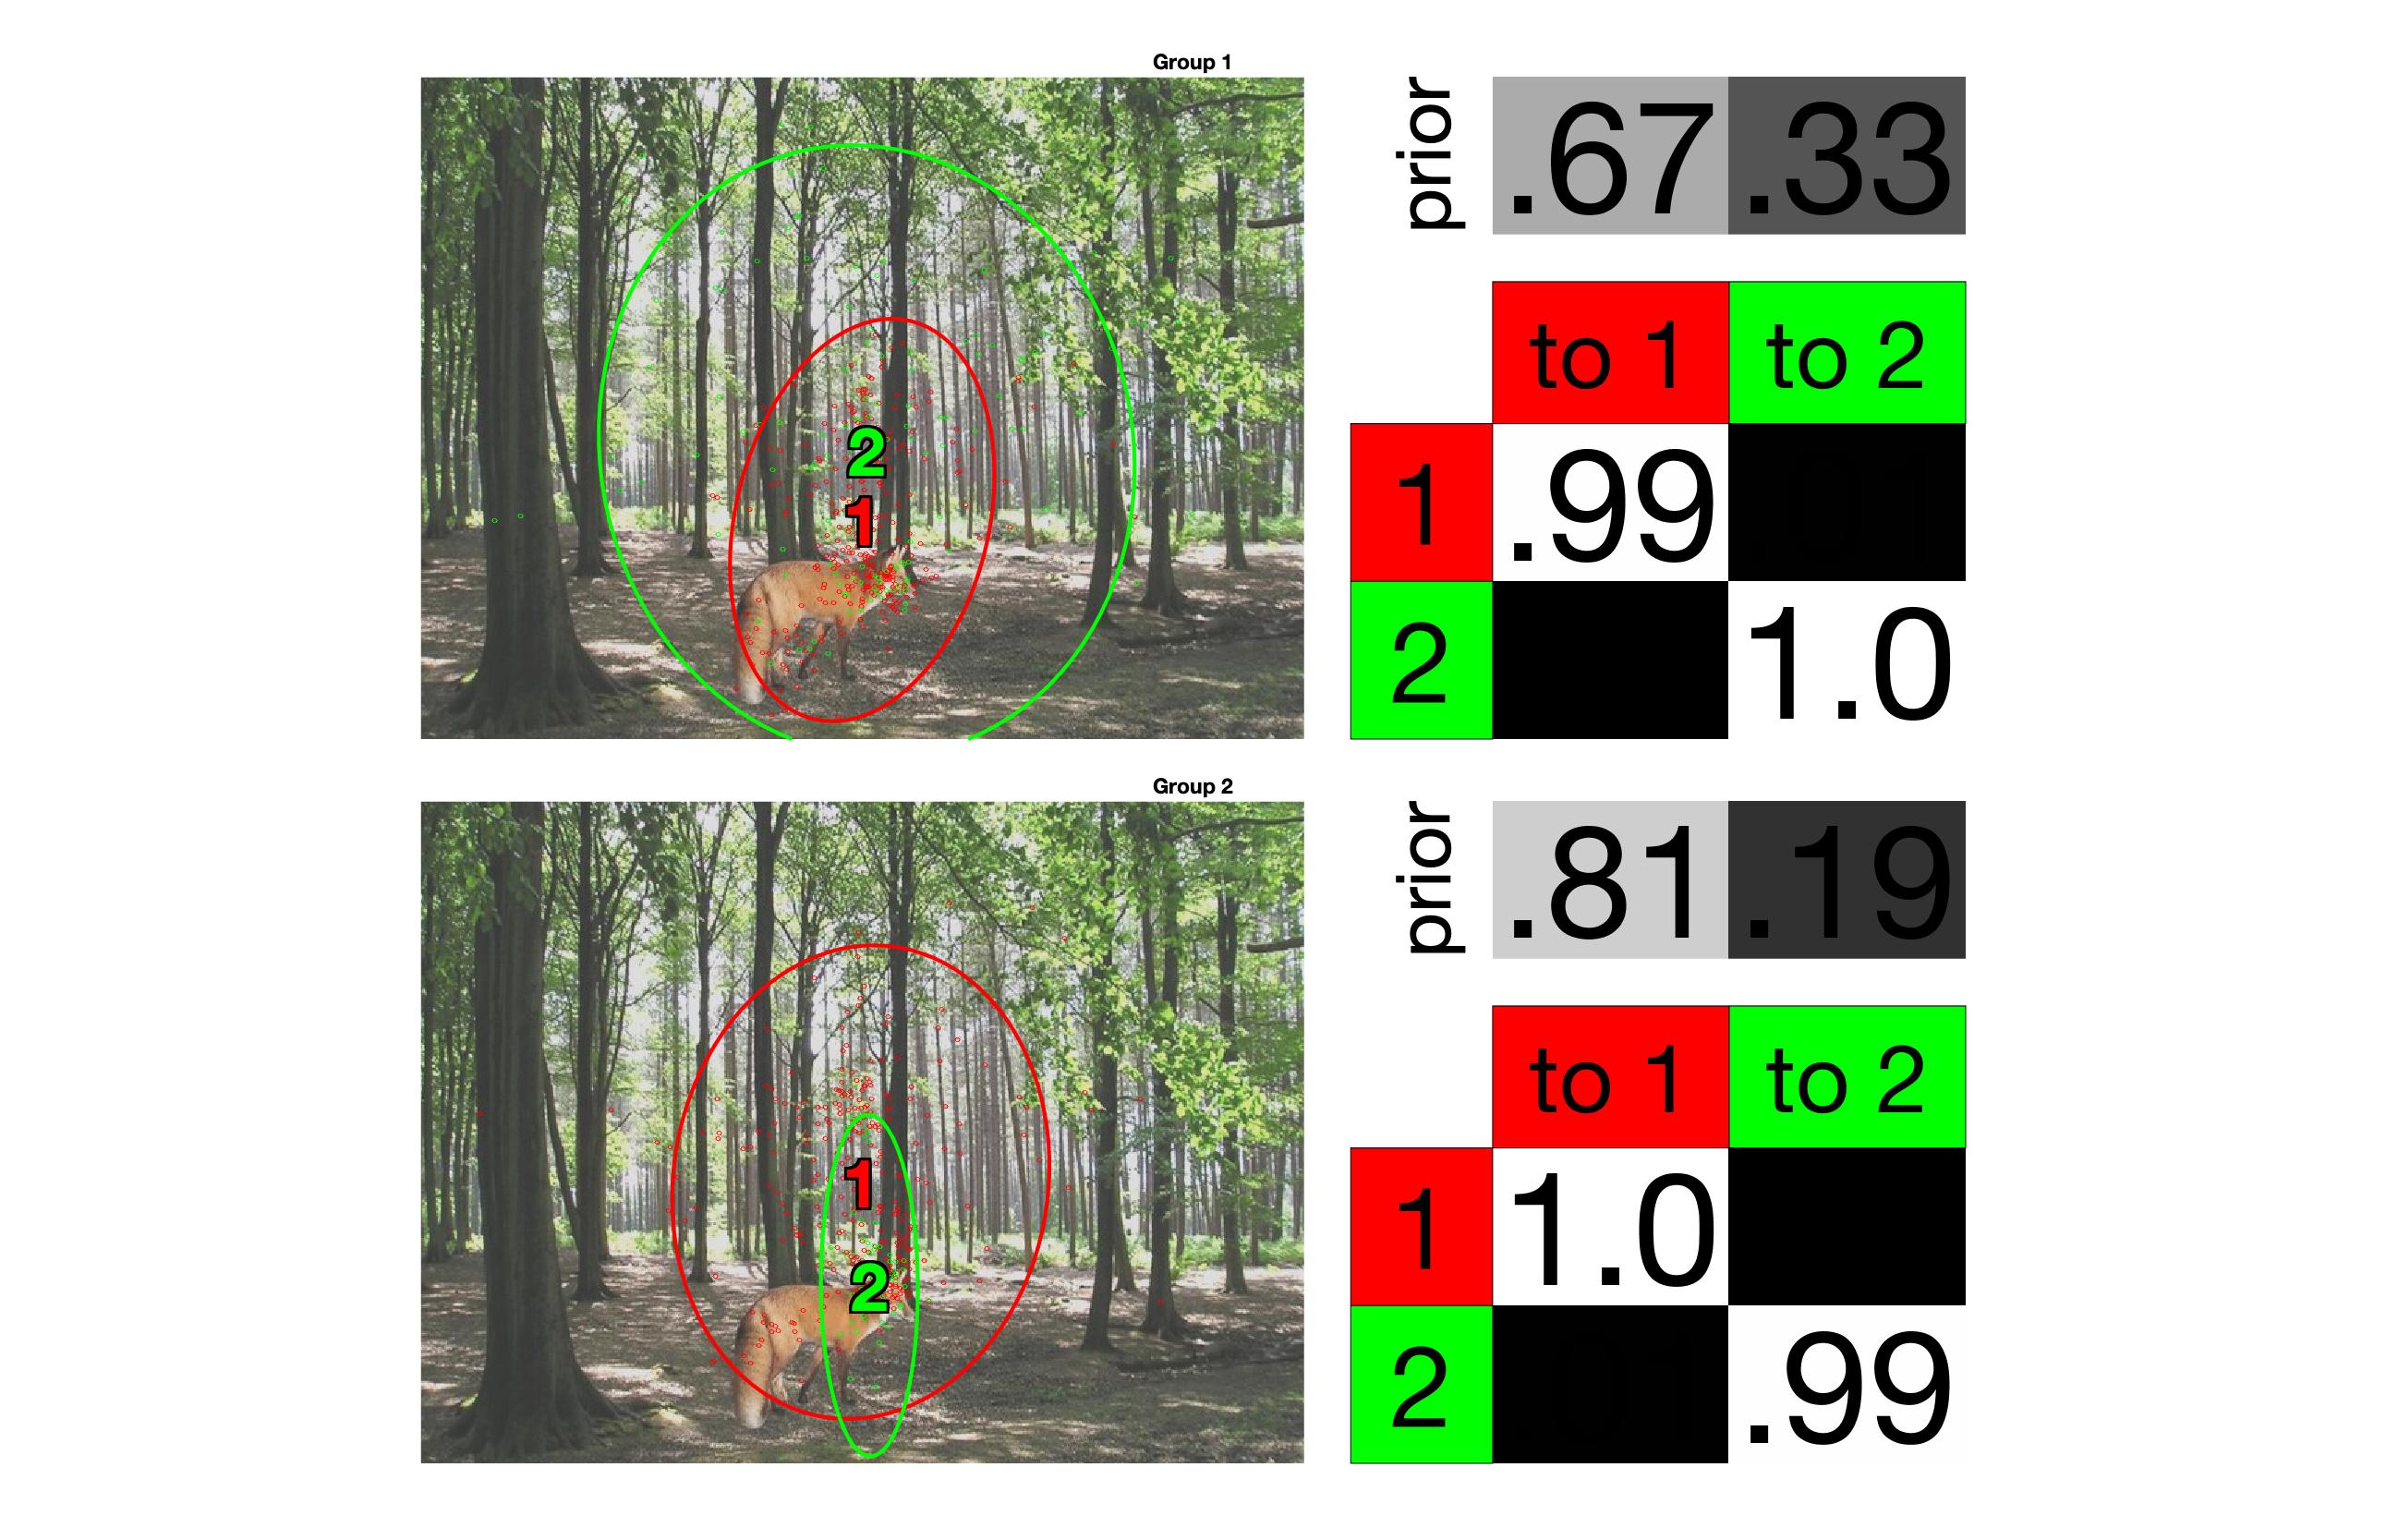 Group 1
prior .67 .33
to 1 to 2
2
1
1 .99 .01
2 1.0
Group 2
prior .81 .19
to 1 to 2
1
2
1 1.0
2 .99